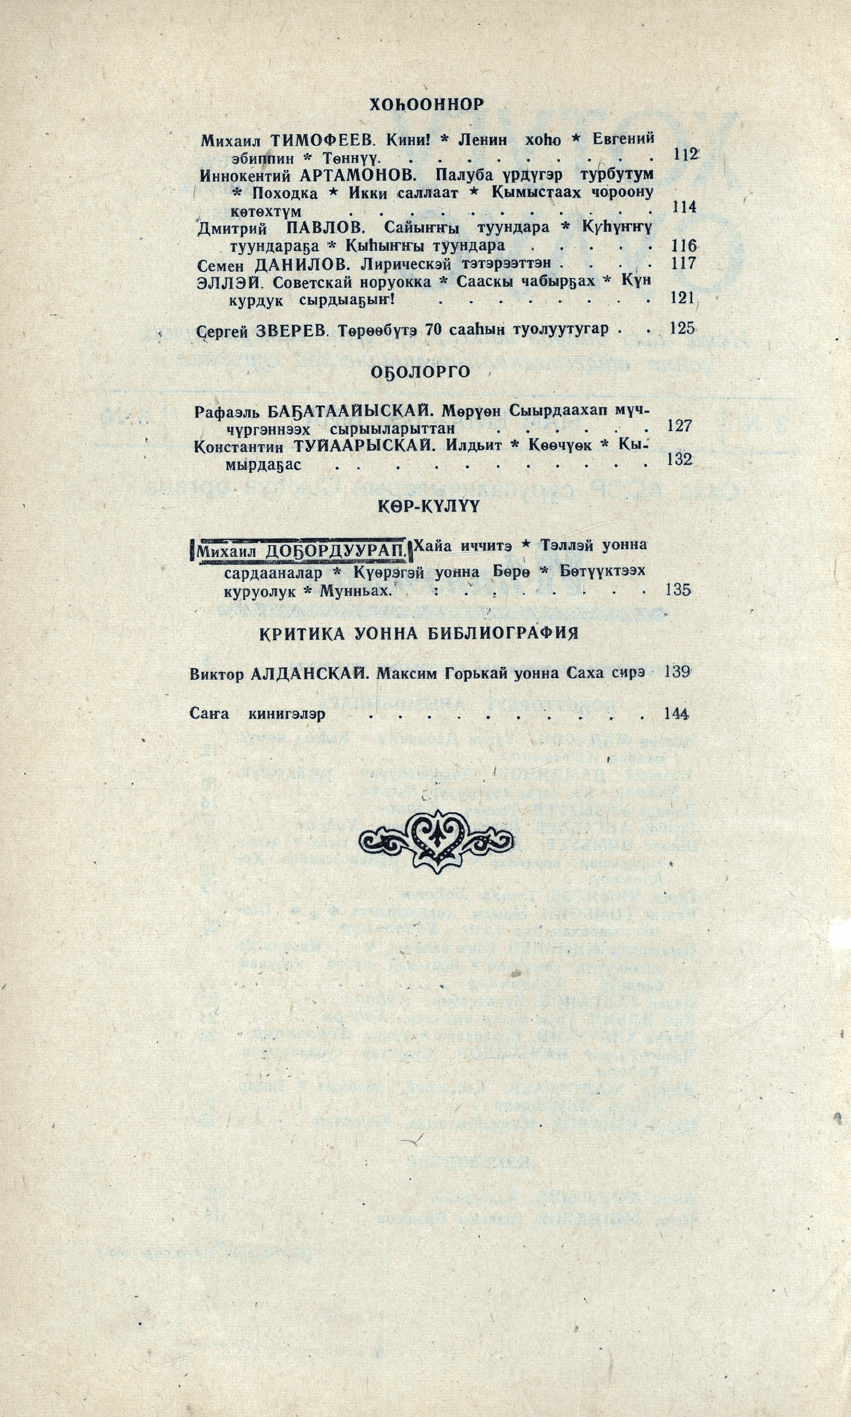 ХОҺООННОР
Михаил ТИМОФЕЕВ. Кини! * Ленин хоһо * Евгений
эбиппин * Төннүү. . . . . . . . . . . 112
Иннокентий АРТАМОНОВ. Палуба үрдүгэр турбутум
* Походка * Икки саллаат * Кымыстаах чороону
көтөхтүм . . . . . . . . . . . 114
Дмитрий ПАВЛОВ. Сайыҥҥы туундара * Күһүҥҥү
туундараҕа * Кыһыҥҥы туундара . . . . . 116
Семен ДАНИЛОВ. Лирическэй тэтэрээттэн . . . . 117
ЭЛЛЭЙ. Советскай норуокка * Сааскы чабырҕах * Күн
курдук сырдыаҕыҥ! . . . . . . . . 121
Сергей ЗВЕРЕВ. Төрөөбүтэ 70 сааһын туолуутугар . . 125
ОҔОЛОРГО
Рафаэль БАҔАТААЙЫСКАЙ. Мөрүөн Сыырдаахап мүч-
чүргэннээх сырыыларыттан . . . . . . 127
Константин ТУЙААРЫСКАЙ. Илдьит * Көөчүөк * Кы-
мырдаҕас . . . . . . . . . . . 132
КӨР-КҮЛҮҮ
Михаил ДОҔОРДУУРАП. Хайа иччитэ * Тэллэй уонна
сардааналар * Күөрэгэй уонна Бөрө * Бөтүүктээх
куруолук * Мунньах. . . . . . . . . 135
КРИТИКА УОННА БИБЛИОГРАФИЯ
Виктор АЛДАНСКАЙ. Максим Горькай уонна Саха сирэ 139
Саҥа кинигэлэр . . . . . . . . . . 144